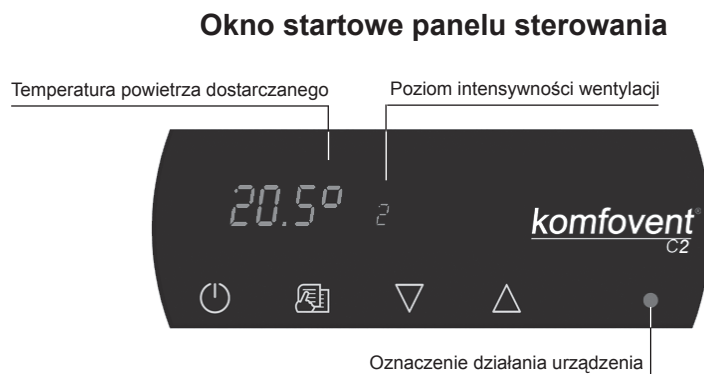 Okno startowe panelu sterowania
Temperatura powietrza dostarczanego
Poziom intensywności wentylacji
20.5°
2
komfovent®
C2
Oznaczenie działania urządzenia